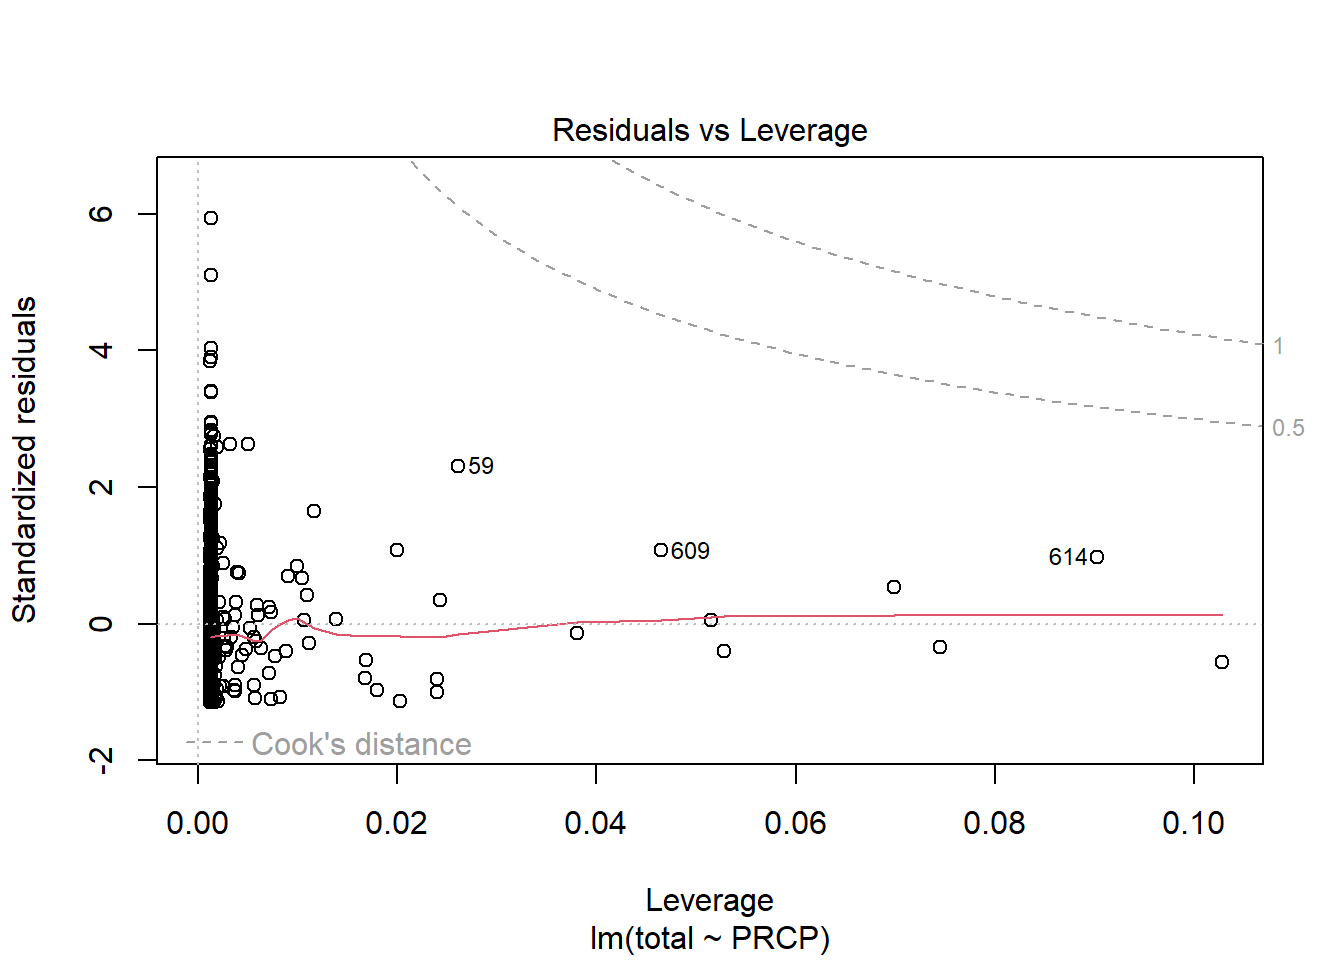 Residuals vs Leverage
Standardized residuals
6
4
2
0
-2
59
609
614
1
0.5
Cook's distance
0.00 0.02 0.04 0.06 0.08 0.10
Leverage
lm(total ~ PRCP)